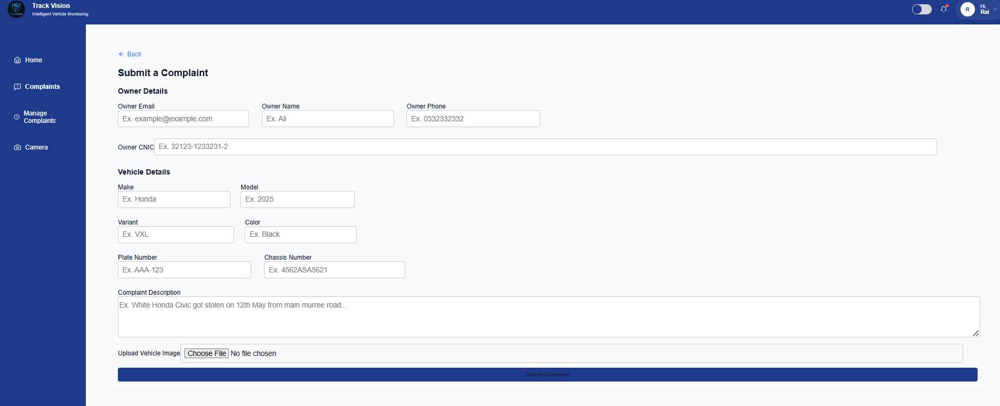 Track Vision
Intelligent Vehicle Monitoring
R
Hi,
Rai
Home
Complaints
Manage
Complaints
Camera
Back
Submit a Complaint
Owner Details
Owner Email
Owner Name
Owner Phone
Ex. example@example.com
Ex. Ali
Ex. 0332332332
Owner CNIC
Ex. 32123-1233231-2
Vehicle Details
Make
Model
Ex. Honda
Ex. 2025
Variant
Color
Ex. VXL
Ex. Black
Plate Number
Chassis Number
Ex. AAA-123
Ex. 4562ASA5621
Complaint Description
Ex. White Honda Civic got stolen on 12th May from main murree road...
Upload Vehicle Image
Choose File No file chosen
Submit Complaint